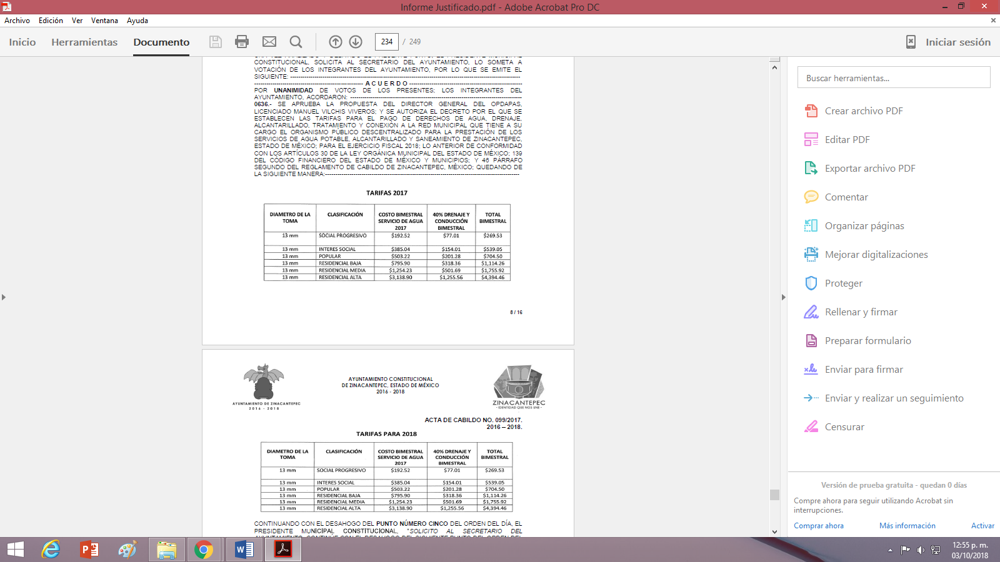 Informe Justificado.pdf - Adobe Acrobat Pro DC
Archivo Edición Ver Ventana Ayuda
Inicio Herramientas Documento 234 / 249 Iniciar sesión
CONSTITUCIONAL, SOLICITA AL SECRETARIO DEL AYUNTAMIENTO, LO SOMETA A
VOTACIÓN DE LOS INTEGRANTES DEL AYUNTAMIENTO, POR LO QUE SE EMITE EL
SIGUIENTE:
A C U E R D O
POR UNANIMIDAD DE VOTOS DE LOS PRESENTES; LOS INTEGRANTES DEL
AYUNTAMIENTO, ACORDARON:
0636.- SE APRUEBA LA PROPUESTA DEL DIRECTOR GENERAL DEL OPDAPAS,
LICENCIADO MANUEL VILCHIS VIVEROS; Y SE AUTORIZA EL DECRETO POR EL QUE SE
ESTABLECEN LAS TARIFAS PARA EL PAGO DE DERECHOS DE AGUA, DRENAJE,
ALCANTARILLADO, TRATAMIENTO Y CONEXIÓN A LA RED MUNICIPAL QUE TIENE A SU
CARGO EL ORGANISMO PÚBLICO DESCENTRALIZADO PARA LA PRESTACIÓN DE LOS
SERVICIOS DE AGUA POTABLE, ALCANTARILLADO Y SANEAMIENTO DE ZINACANTEPEC,
ESTADO DE MÉXICO; PARA EL EJERCICIO FISCAL 2018; LO ANTERIOR DE CONFORMIDAD
CON LOS ARTÍCULOS 30 DE LA LEY ORGÁNICA MUNICIPAL DEL ESTADO DE MÉXICO; 139
DEL CÓDIGO FINANCIERO DEL ESTADO DE MÉXICO Y MUNICIPIOS; Y 46 PÁRRAFO
SEGUNDO DEL REGLAMENTO DE CABILDO DE ZINACANTEPEC, MÉXICO; QUEDANDO DE
LA SIGUIENTE MANERA:
TARIFAS 2017
DIAMETRO DE LA CLASIFICACIÓN COSTO BIMESTRAL 40% DRENAJE Y TOTAL
TOMA SERVICIO DE AGUA CONDUCCIÓN BIMESTRAL
2017 BIMESTRAL
13 mm SOCIAL PROGRESIVO $192.52 $77.01 $269.53
13 mm INTERES SOCIAL $385.04 $154.01 $539.05
13 mm POPULAR $503.22 $201.28 $704.50
13 mm RESIDENCIAL BAJA $795.90 $318.36 $1,114.26
13 mm RESIDENCIAL MEDIA $1,254.23 $501.69 $1,755.92
13 mm RESIDENCIAL ALTA $3,138.90 $1,255.56 $4,394.46
8 / 16
AYUNTAMIENTO DE ZINACANTEPEC
2016 - 2018
AYUNTAMIENTO CONSTITUCIONAL
DE ZINACANTEPEC, ESTADO DE MÉXICO
2016 - 2018
ZINACANTEPEC
- IDENTIDAD QUE NOS UNE -
ACTA DE CABILDO NO. 099/2017.
2016 – 2018.
TARIFAS PARA 2018
DIAMETRO DE LA CLASIFICACIÓN COSTO BIMESTRAL 40% DRENAJE Y TOTAL
TOMA SERVICIO DE AGUA CONDUCCIÓN BIMESTRAL
2017 BIMESTRAL
13 mm SOCIAL PROGRESIVO $192.52 $77.01 $269.53
13 mm INTERES SOCIAL $385.04 $154.01 $539.05
13 mm POPULAR $503.22 $201.28 $704.50
13 mm RESIDENCIAL BAJA $795.90 $318.36 $1,114.26
13 mm RESIDENCIAL MEDIA $1,254.23 $501.69 $1,755.92
13 mm RESIDENCIAL ALTA $3,138.90 $1,255.56 $4,394.46
CONTINUANDO CON EL DESAHOGO DEL PUNTO NÚMERO CINCO DEL ORDEN DEL DÍA, EL
PRESIDENTE MUNICIPAL CONSTITUCIONAL, "SOLICITO AL SECRETARIO DEL
Buscar herramientas...
Crear archivo PDF
Editar PDF
Exportar archivo PDF
Comentar
Organizar páginas
Mejorar digitalizaciones
Proteger
Rellenar y firmar
Preparar formulario
Enviar para firmar
Enviar y realizar un seguimiento
Censurar
Versión de prueba gratuita - quedan 0 días
Compre ahora para seguir utilizando Acrobat sin
interrupciones.
Comprar ahora Más información Activar
12:55 p. m.
03/10/2018